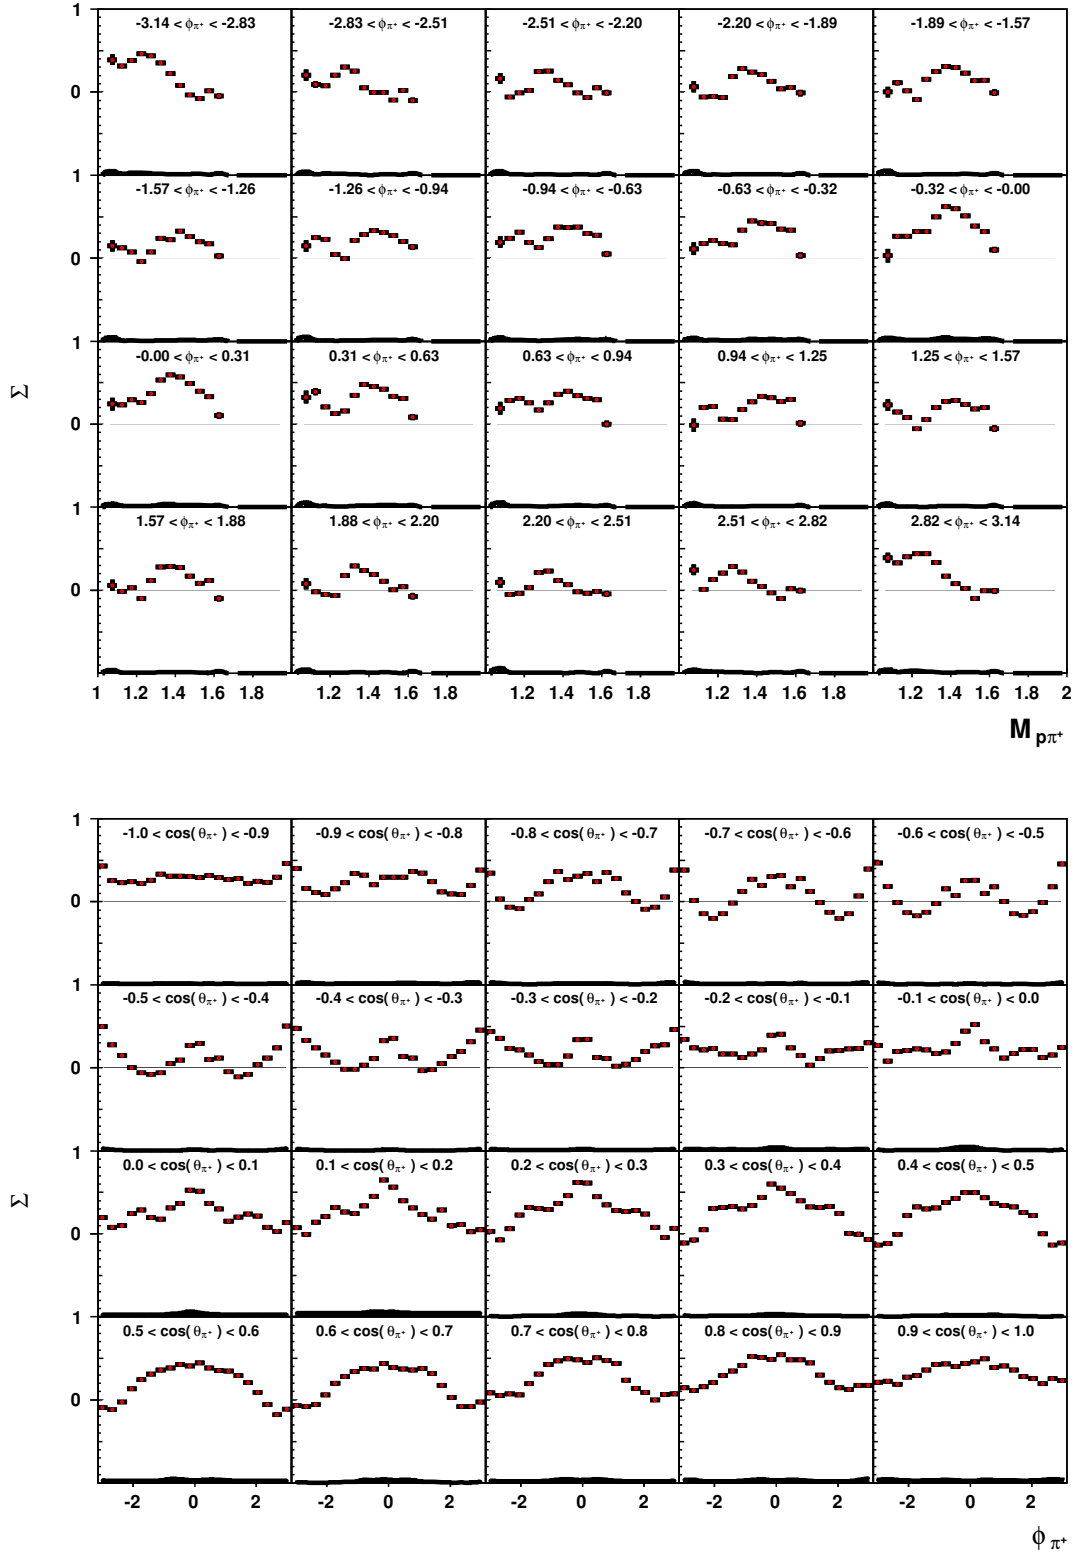 1
-3.14 < ϕπ+ < -2.83
-2.83 < ϕπ+ < -2.51
-2.51 < ϕπ+ < -2.20
-2.20 < ϕπ+ < -1.89
-1.89 < ϕπ+ < -1.57
0
1
-1.57 < ϕπ+ < -1.26
-1.26 < ϕπ+ < -0.94
-0.94 < ϕπ+ < -0.63
-0.63 < ϕπ+ < -0.32
-0.32 < ϕπ+ < -0.00
0
1
-0.00 < ϕπ+ < 0.31
0.31 < ϕπ+ < 0.63
0.63 < ϕπ+ < 0.94
0.94 < ϕπ+ < 1.25
1.25 < ϕπ+ < 1.57
Σ
0
1
1.57 < ϕπ+ < 1.88
1.88 < ϕπ+ < 2.20
2.20 < ϕπ+ < 2.51
2.51 < ϕπ+ < 2.82
2.82 < ϕπ+ < 3.14
0
1 1.2 1.4 1.6 1.8 1.2 1.4 1.6 1.8 1.2 1.4 1.6 1.8 1.2 1.4 1.6 1.8 1.2 1.4 1.6 1.8 2
M pπ+
1
-1.0 < cos(θπ+) < -0.9
-0.9 < cos(θπ+) < -0.8
-0.8 < cos(θπ+) < -0.7
-0.7 < cos(θπ+) < -0.6
-0.6 < cos(θπ+) < -0.5
Σ
0
1
-0.5 < cos(θπ+) < -0.4
-0.4 < cos(θπ+) < -0.3
-0.3 < cos(θπ+) < -0.2
-0.2 < cos(θπ+) < -0.1
-0.1 < cos(θπ+) < 0.0
0
1
0.0 < cos(θπ+) < 0.1
0.1 < cos(θπ+) < 0.2
0.2 < cos(θπ+) < 0.3
0.3 < cos(θπ+) < 0.4
0.4 < cos(θπ+) < 0.5
Σ
0
1
0.5 < cos(θπ+) < 0.6
0.6 < cos(θπ+) < 0.7
0.7 < cos(θπ+) < 0.8
0.8 < cos(θπ+) < 0.9
0.9 < cos(θπ+) < 1.0
0
-2 0 2 -2 0 2 -2 0 2 -2 0 2 -2 0 2
ϕ π+